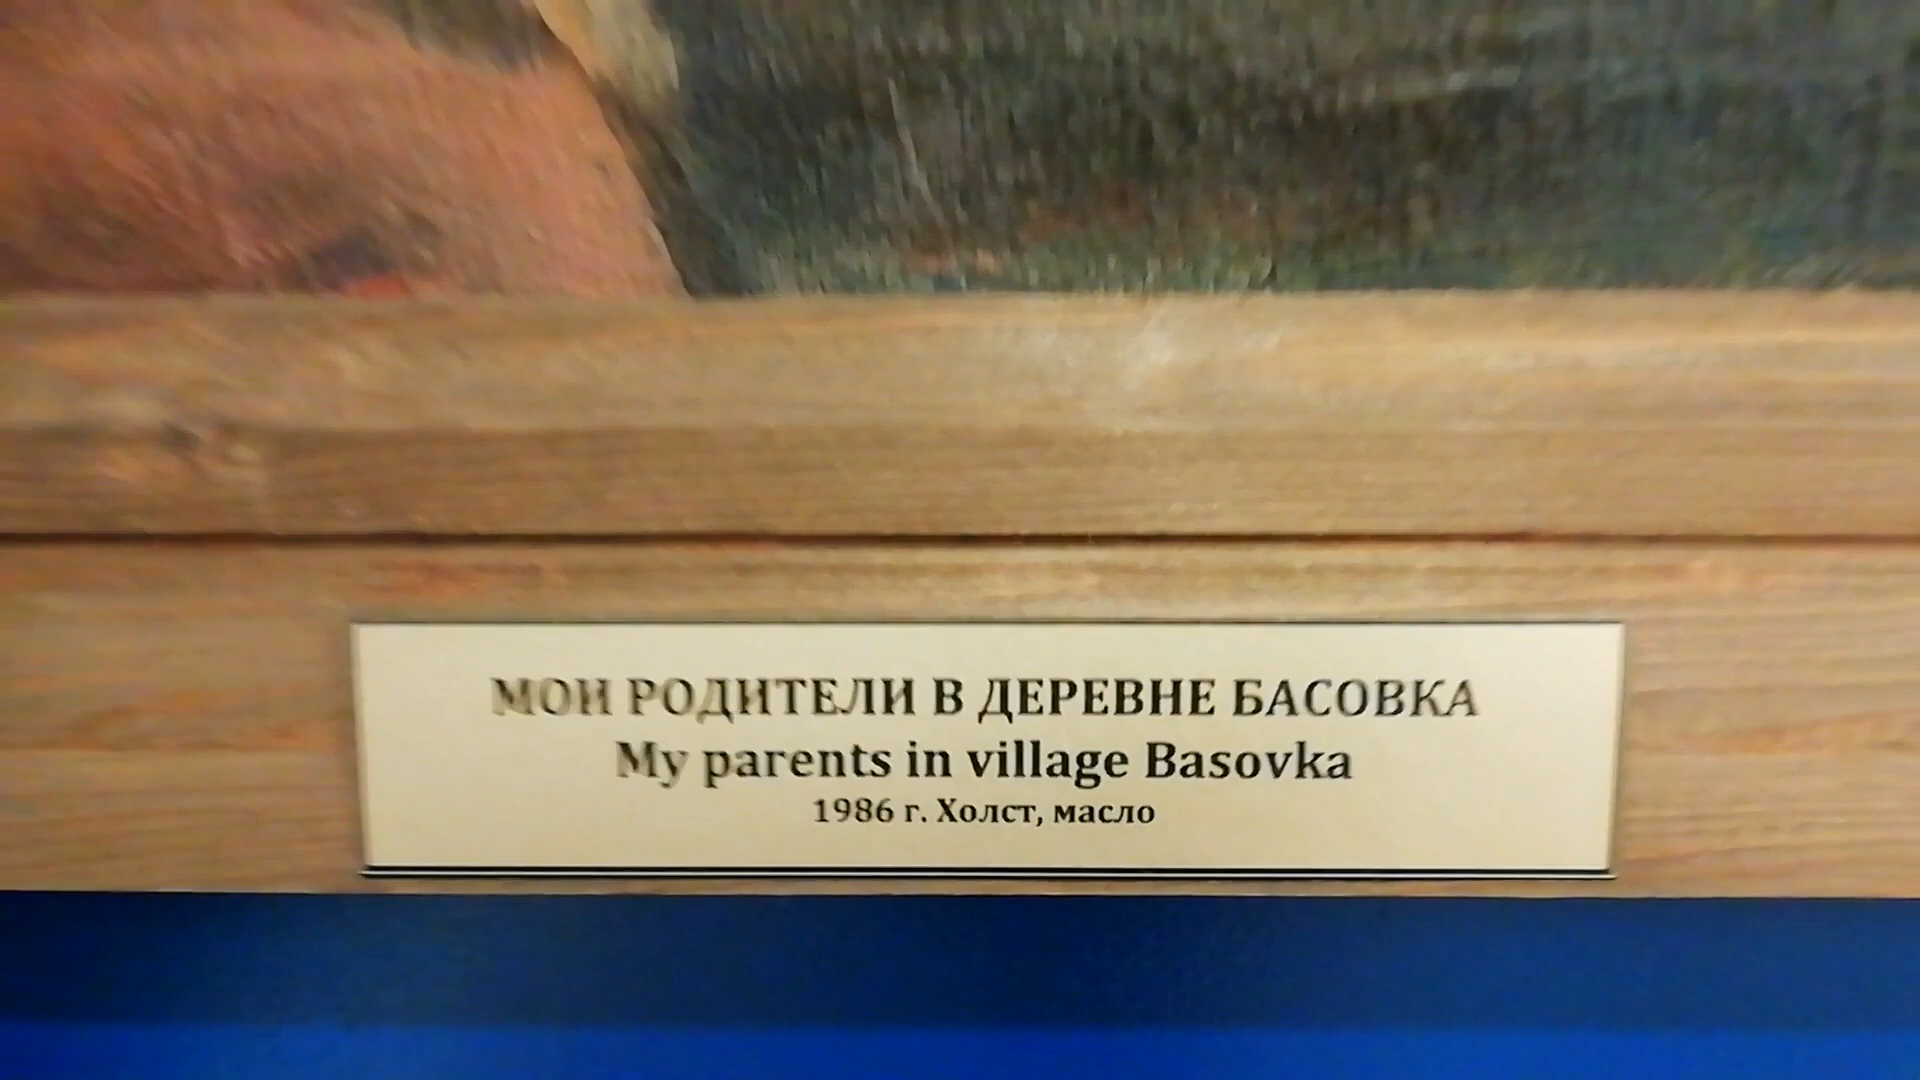 МОИ РОДИТЕЛИ В ДЕРЕВНЕ БАСОВКА
My parents in village Basovka
1986 г. Холст, масло